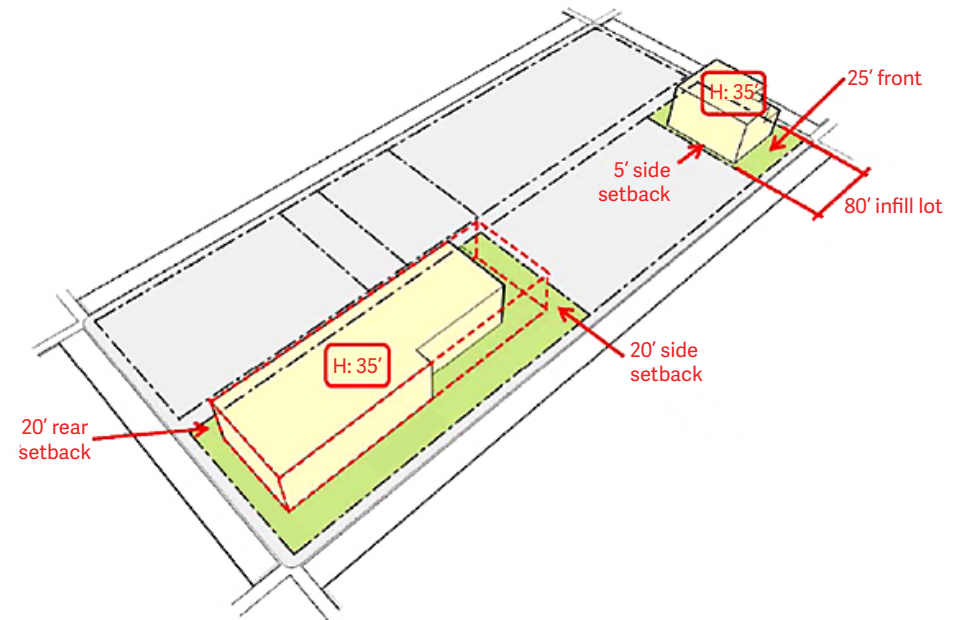 H: 35′
25′ front
5′ side
setback
80′ infill lot
20′ side
setback
H: 35′
20′ rear
setback